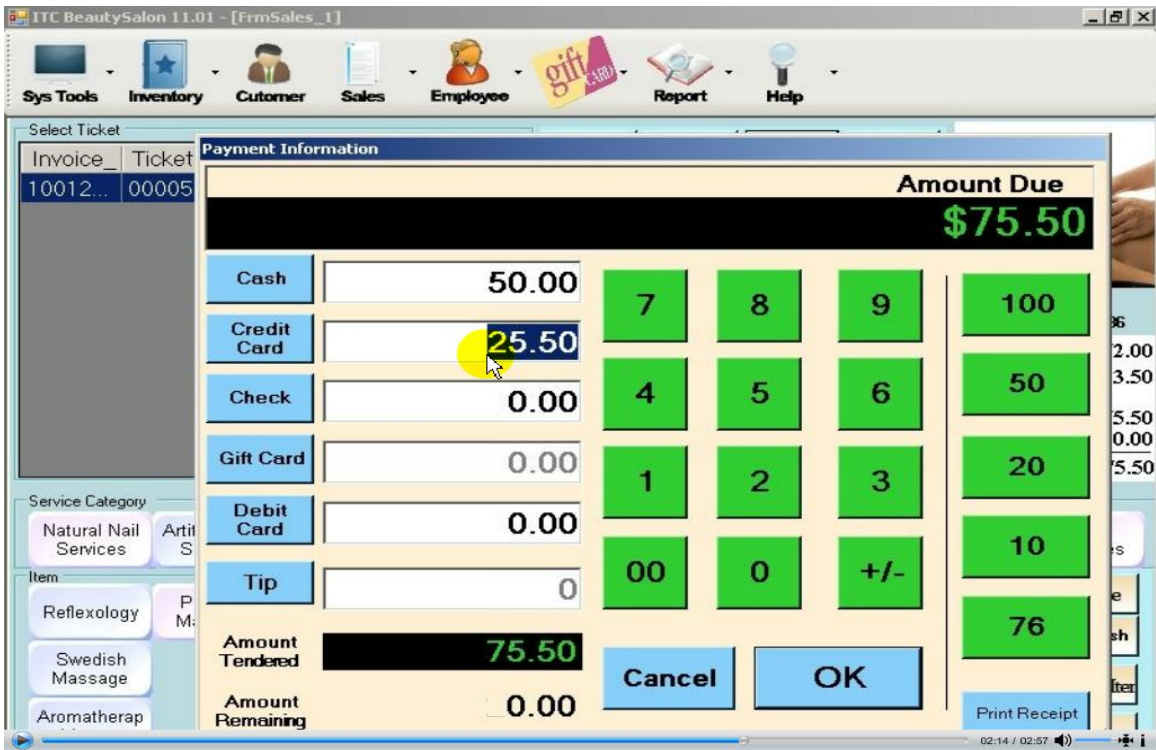 ITC BeautySalon 11.01 - [FrmSales_1]
Sys Tools Inventory Cutomer Sales Employee gift CARD Report Help
Select Ticket
Invoice_ Ticket
10012... 00005
Payment Information
Amount Due
$75.50
Cash 50.00 7 8 9 100
Credit Card 25.50
Check 0.00 4 5 6 50
Gift Card 0.00 1 2 3 20
Debit Card 0.00
Tip 0 00 0 +/- 10
76
Amount Tendered 75.50
Cancel OK
Amount Remaining 0.00
Print Receipt
2.00
3.50
5.50
0.00
5.50
Service Category
Natural Nail Services
Item
Reflexology
Swedish Massage
Aromatherap
02:14 / 02:57